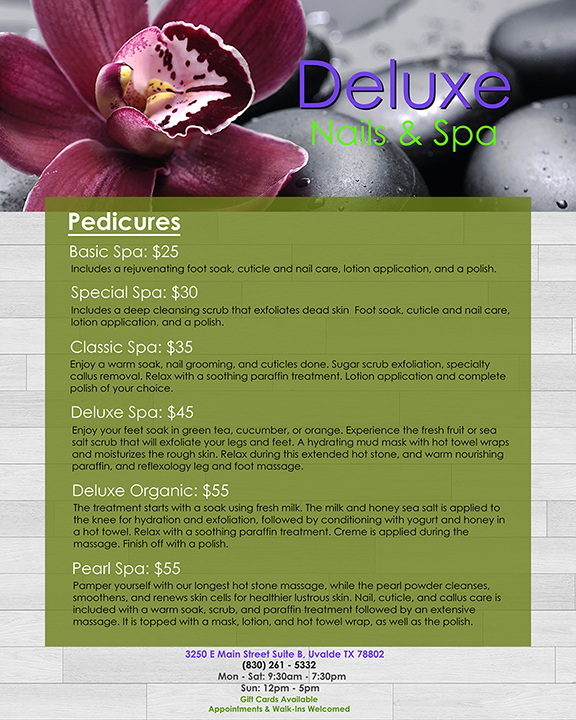 Deluxe
Nails & Spa
Pedicures
Basic Spa: $25
Includes a rejuvenating foot soak, cuticle and nail care, lotion application, and a polish.
Special Spa: $30
Includes a deep cleansing scrub that exfoliates dead skin  Foot soak, cuticle and nail care,
lotion application, and a polish.
Classic Spa: $35
Enjoy a warm soak, nail grooming, and cuticles done. Sugar scrub exfoliation, specialty
callus removal. Relax with a soothing paraffin treatment. Lotion application and complete
polish of your choice.
Deluxe Spa: $45
Enjoy your feet soak in green tea, cucumber, or orange. Experience the fresh fruit or sea
salt scrub that will exfoliate your legs and feet. A hydrating mud mask with hot towel wraps
and moisturizes the rough skin. Relax during this extended hot stone, and warm nourishing
paraffin, and reflexology leg and foot massage.
Deluxe Organic: $55
The treatment starts with a soak using fresh milk. The milk and honey sea salt is applied to
the knee for hydration and exfoliation, followed by conditioning with yogurt and honey in
a hot towel. Relax with a soothing paraffin treatment. Creme is applied during the
massage. Finish off with a polish.
Pearl Spa: $55
Pamper yourself with our longest hot stone massage, while the pearl powder cleanses,
smoothens, and renews skin cells for healthier lustrous skin. Nail, cuticle, and callus care is
included with a warm soak, scrub, and paraffin treatment followed by an extensive
massage. It is topped with a mask, lotion, and hot towel wrap, as well as the polish.
3250 E Main Street Suite B, Uvalde TX 78802
(830) 261 - 5332
Mon - Sat: 9:30am - 7:30pm
Sun: 12pm - 5pm
Gift Cards Available
Appointments & Walk-Ins Welcomed